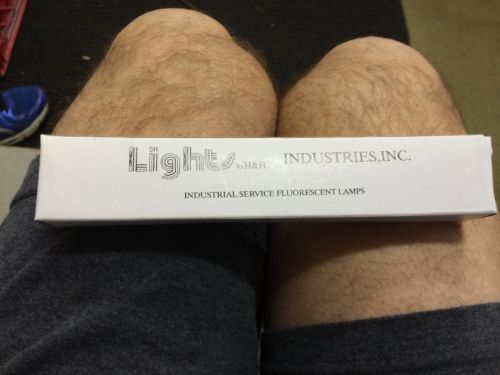 Lights By H&H INDUSTRIES,INC.
INDUSTRIAL SERVICE FLUORESCENT LAMPS